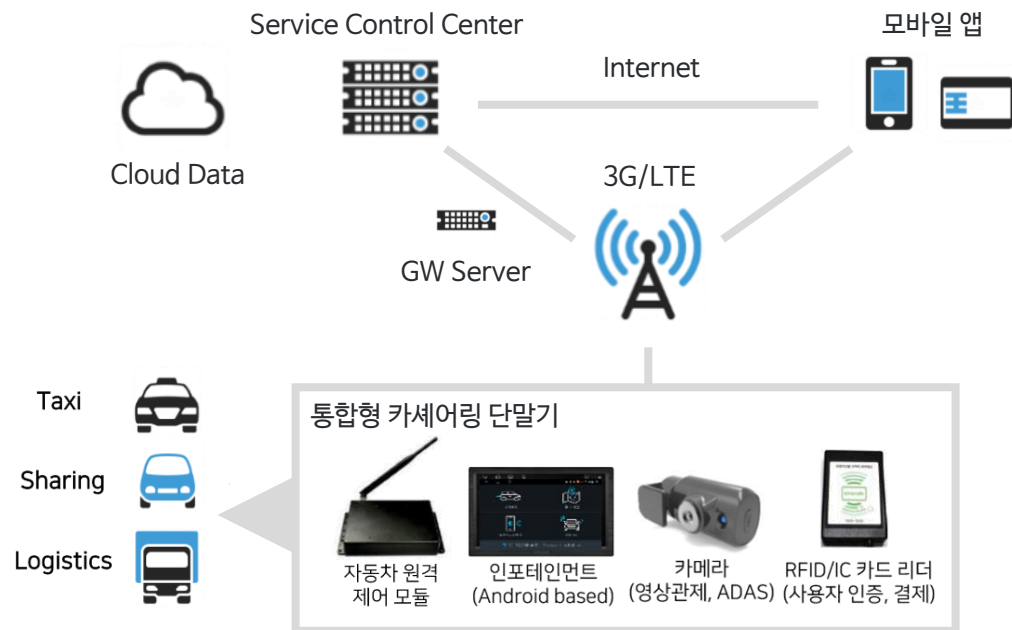 Service Control Center
모바일 앱
Internet
Cloud Data
3G/LTE
GW Server
Taxi
Sharing
Logistics
통합형 카셰어링 단말기
자동차 원격
제어 모듈
인포테인먼트
(Android based)
카메라
(영상관제, ADAS)
RFID/IC 카드 리더
(사용자 인증, 결제)